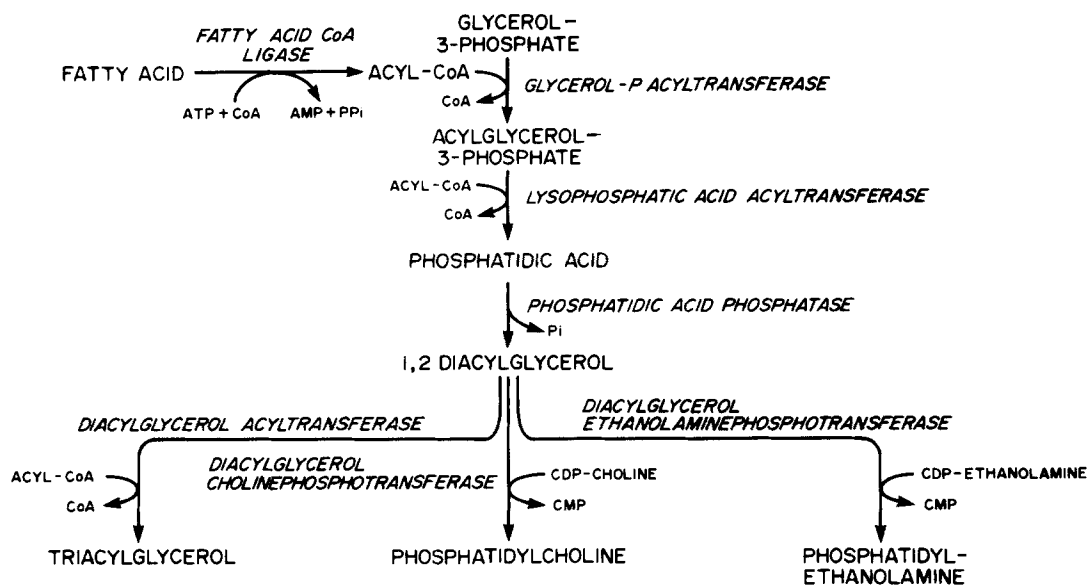 GLYCEROL-
3-PHOSPHATE
FATTY ACID CoA
LIGASE
FATTY ACID
ACYL-CoA
GLYCEROL-P ACYLTRANSFERASE
ATP+CoA
AMP+PPi
CoA
ACYLGLYCEROL-
3-PHOSPHATE
ACYL-CoA
LYSOPHOSPHATIC ACID ACYLTRANSFERASE
CoA
PHOSPHATIDIC ACID
PHOSPHATIDIC ACID PHOSPHATASE
Pi
1,2 DIACYLGLYCEROL
DIACYLGLYCEROL ACYLTRANSFERASE
DIACYLGLYCEROL
ETHANOLAMINEPHOSPHOTRANSFERASE
DIACYLGLYCEROL
CHOLINEPHOSPHOTRANSFERASE
ACYL-CoA
CoA
CDP-CHOLINE
CMP
CDP-ETHANOLAMINE
CMP
TRIACYLGLYCEROL
PHOSPHATIDYLCHOLINE
PHOSPHATIDYL-
ETHANOLAMINE